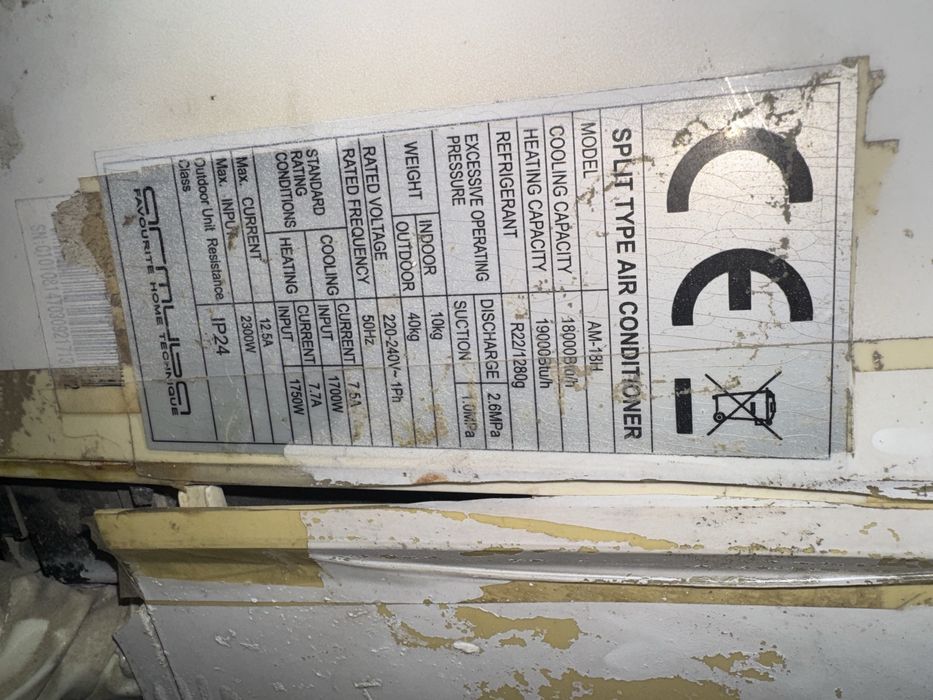 SPLIT TYPE AIR CONDITIONER
MODEL AM-18H
COOLING CAPACITY 18000Btu/h
HEATING CAPACITY 19000Btu/h
REFRIGERANT R22/1280g
EXCESSIVE OPERATING PRESSURE DISCHARGE 2.6MPa
SUCTION 1.0MPa
WEIGHT INDOOR 10kg
OUTDOOR 40kg
RATED VOLTAGE 220-240V~ 1Ph
RATED FREQUENCY 50Hz
STANDARD RATING CONDITIONS COOLING CURRENT 7.5A
INPUT 1700W
HEATING CURRENT 7.7A
INPUT 1750W
Max. CURRENT 12.5A
Max. INPUT 2300W
Outdoor Unit Resistance Class IP24
FAVOURITE HOME TECHNIQUE